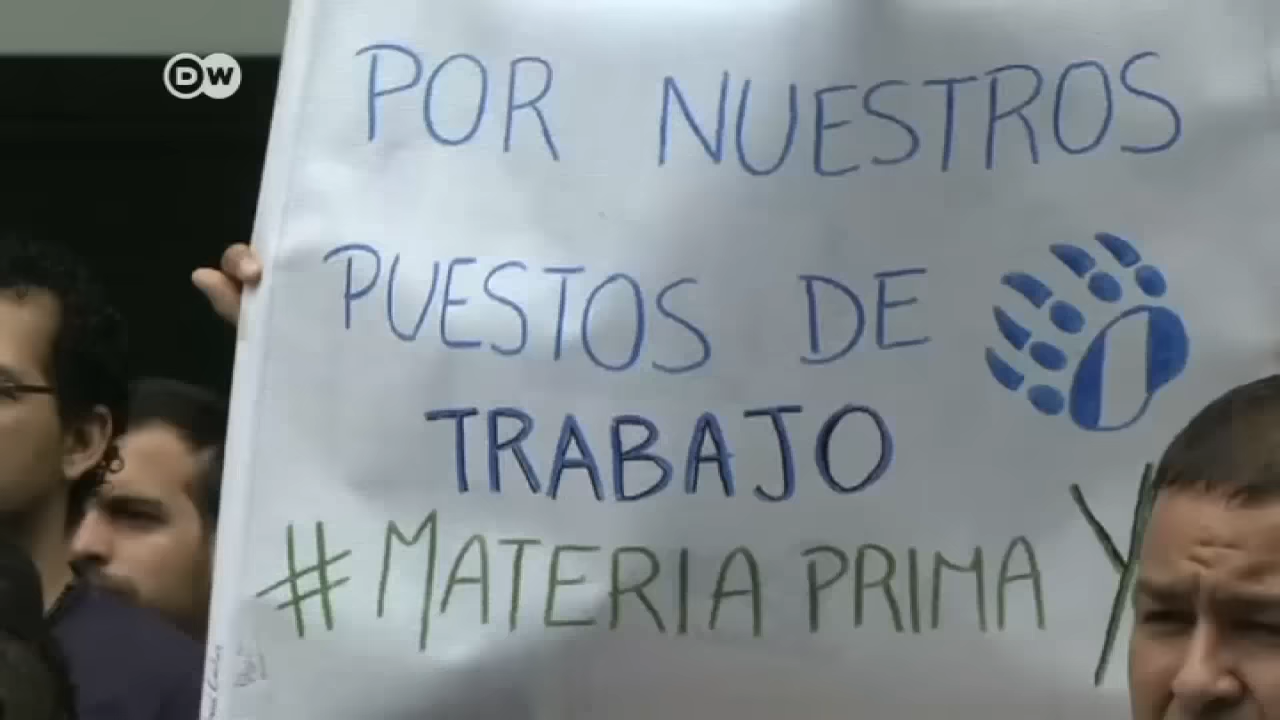 DW
POR NUESTROS
PUESTOS DE
TRABAJO
#MATERIA PRIMA Y